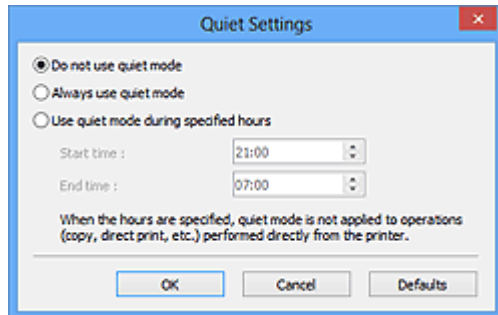 Quiet Settings
Do not use quiet mode
Always use quiet mode
Use quiet mode during specified hours
Start time : 21:00
End time : 07:00
When the hours are specified, quiet mode is not applied to operations
(copy, direct print, etc.) performed directly from the printer.
OK Cancel Defaults